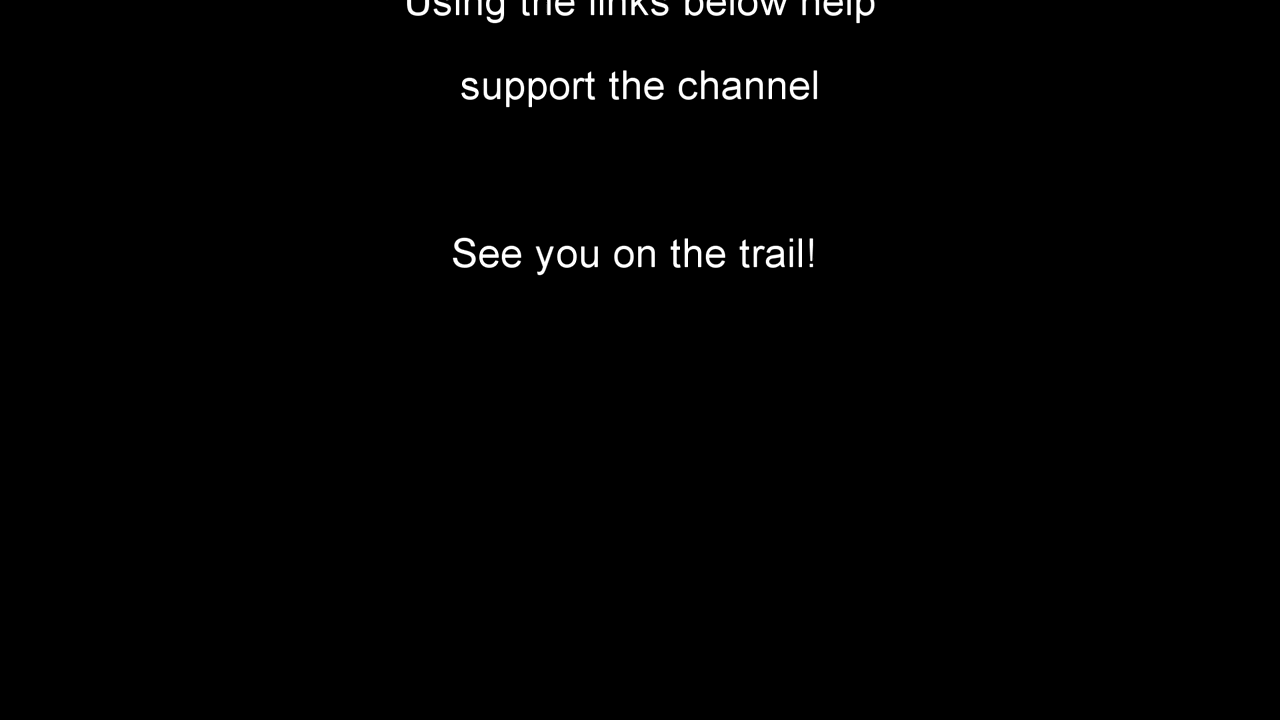 Using the links below help
support the channel
See you on the trail!